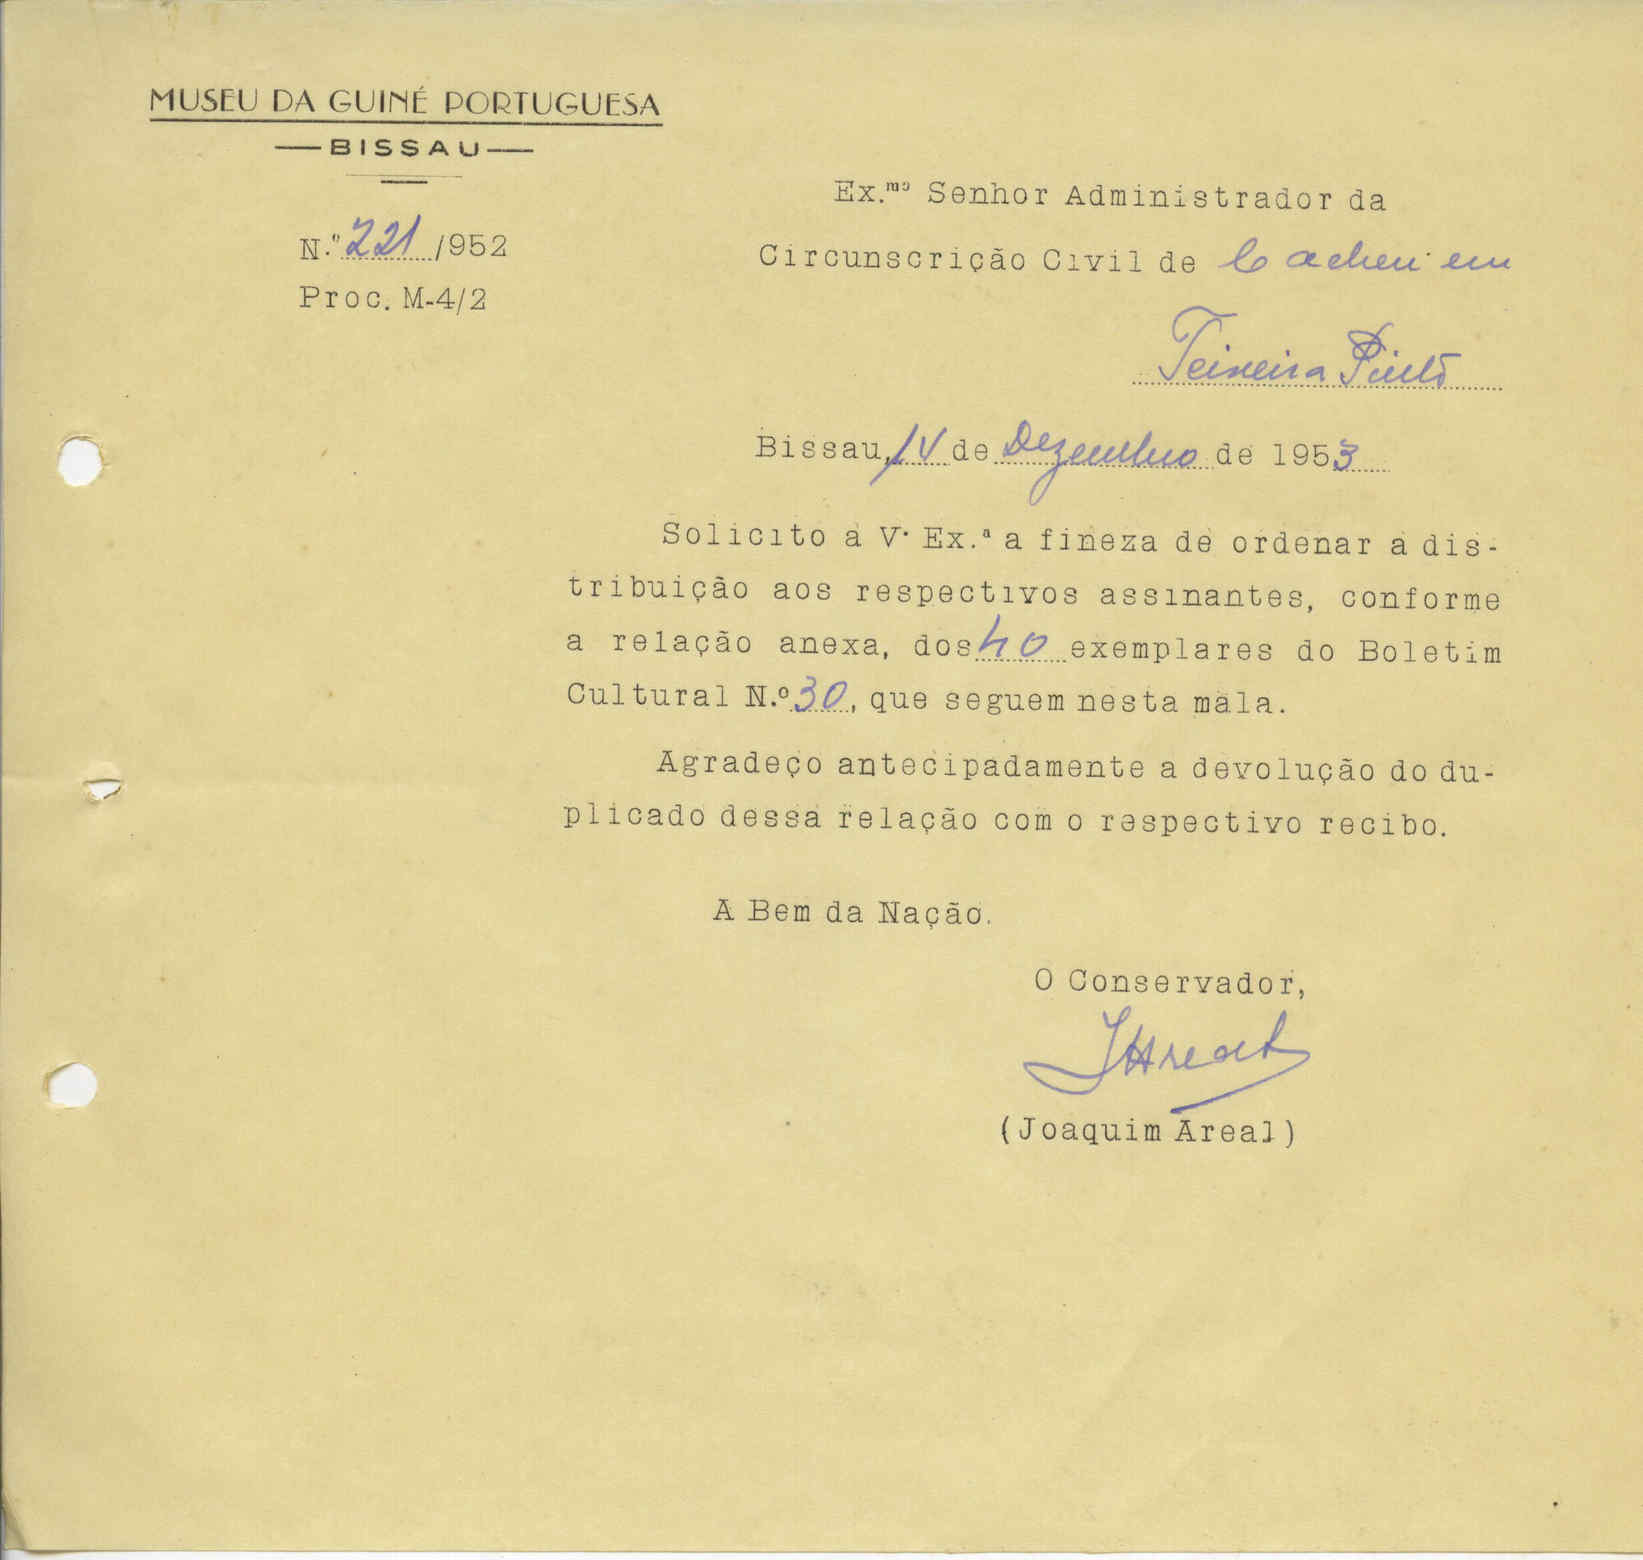 MUSEU DA GUINÉ PORTUGUESA
—BISSAU—
N.º 221 /952
Proc. M-4/2
Ex.mo Senhor Administrador da
Circunscrição Civil de Cacheu em
Teixeira Pinto
Bissau, 14 de Dezembro de 1953
Solicito a V. Ex.ª a fineza de ordenar a dis-
tribuição aos respectivos assinantes, conforme
a relação anexa, dos 40 exemplares do Boletim
Cultural N.º 30, que seguem nesta mala.
Agradeço antecipadamente a devolução do du-
plicado dessa relação com o respectivo recibo.
A Bem da Nação.
O Conservador,
JAreal
(Joaquim Areal)